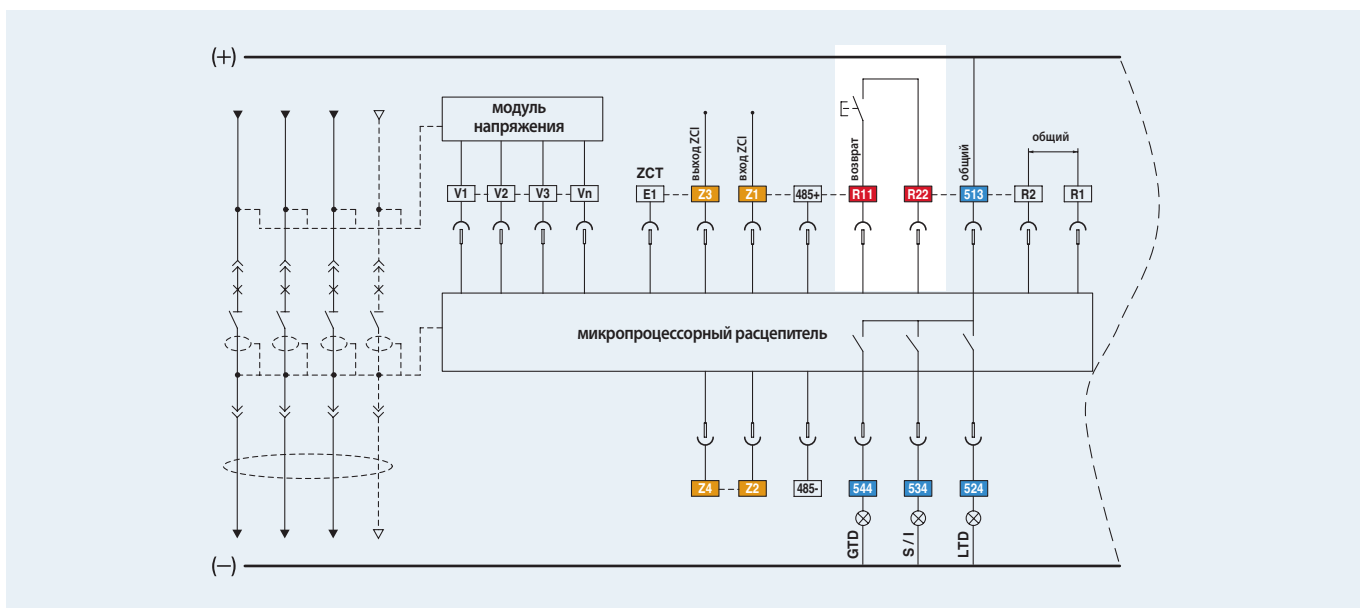 (+)
модуль
напряжения
ZCT
выход ZCI
вход ZCI
возврат
общий
общий
V1
V2
V3
Vn
E1
Z3
Z1
485+
R11
R22
513
R2
R1
микропроцессорный расцепитель
Z4
Z2
485-
544
534
524
GTD
S / I
LTD
(—)